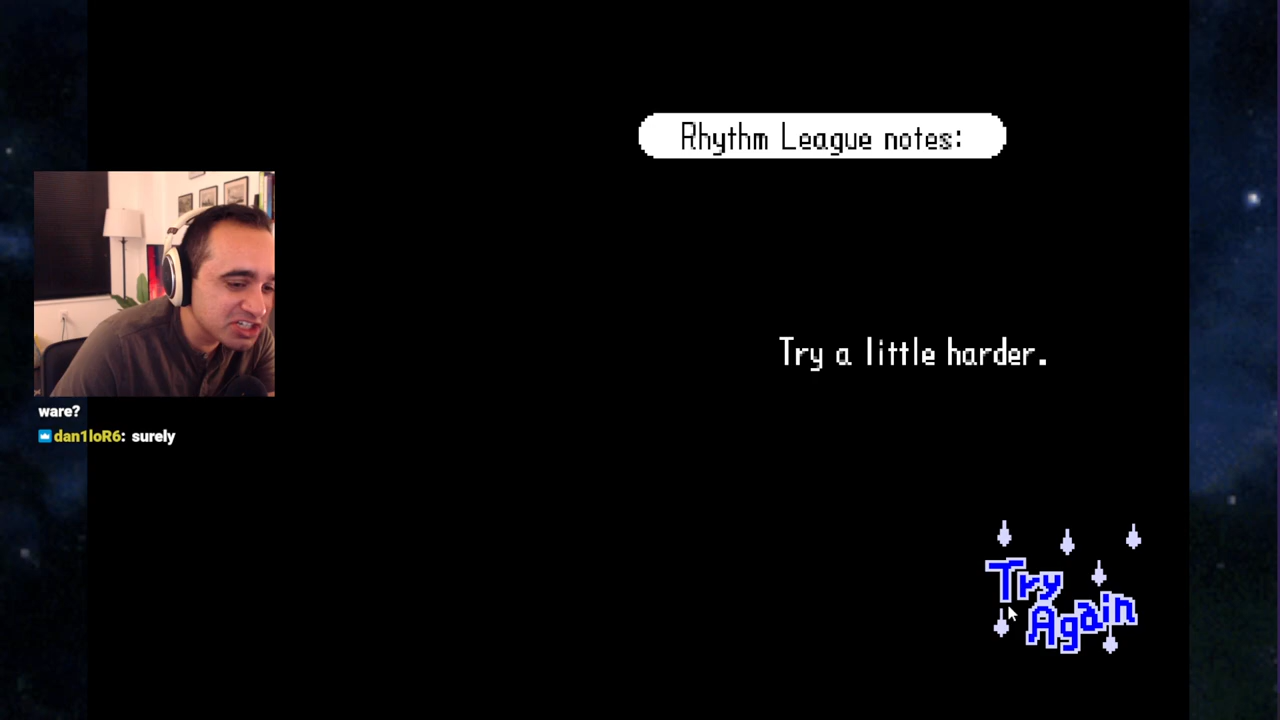 Rhythm League notes:
Try a little harder.
ware?
dan1loR6: surely
Try
Again